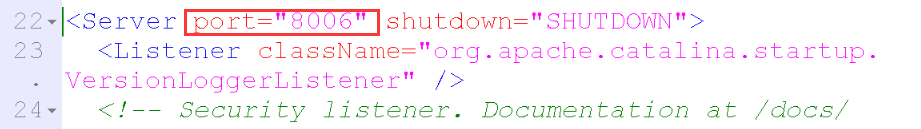 22 <Server port="8006" shutdown="SHUTDOWN">
23 <Listener className="org.apache.catalina.startup.
. VersionLoggerListener" />
24 <!-- Security listener. Documentation at /docs/